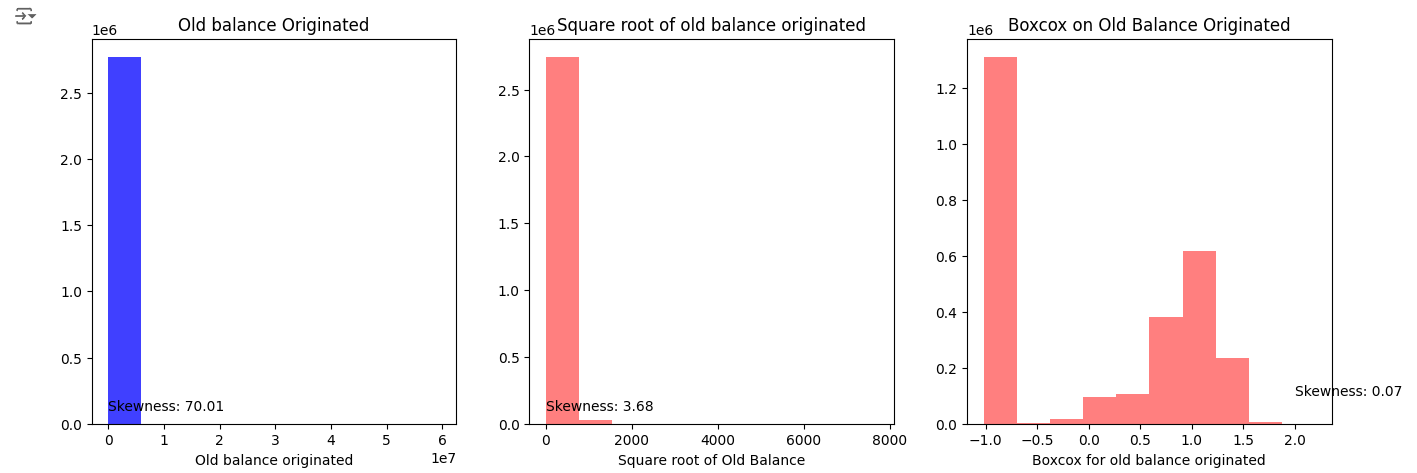 Old balance Originated
1e6
2.5
2.0
1.5
1.0
0.5
0.0
Skewness: 70.01
0 1 2 3 4 5 6
1e7
Old balance originated
Square root of old balance originated
1e6
2.5
2.0
1.5
1.0
0.5
0.0
Skewness: 3.68
0 2000 4000 6000 8000
Square root of Old Balance
Boxcox on Old Balance Originated
1e6
1.2
1.0
0.8
0.6
0.4
0.2
0.0
Skewness: 0.07
−1.0 −0.5 0.0 0.5 1.0 1.5 2.0
Boxcox for old balance originated